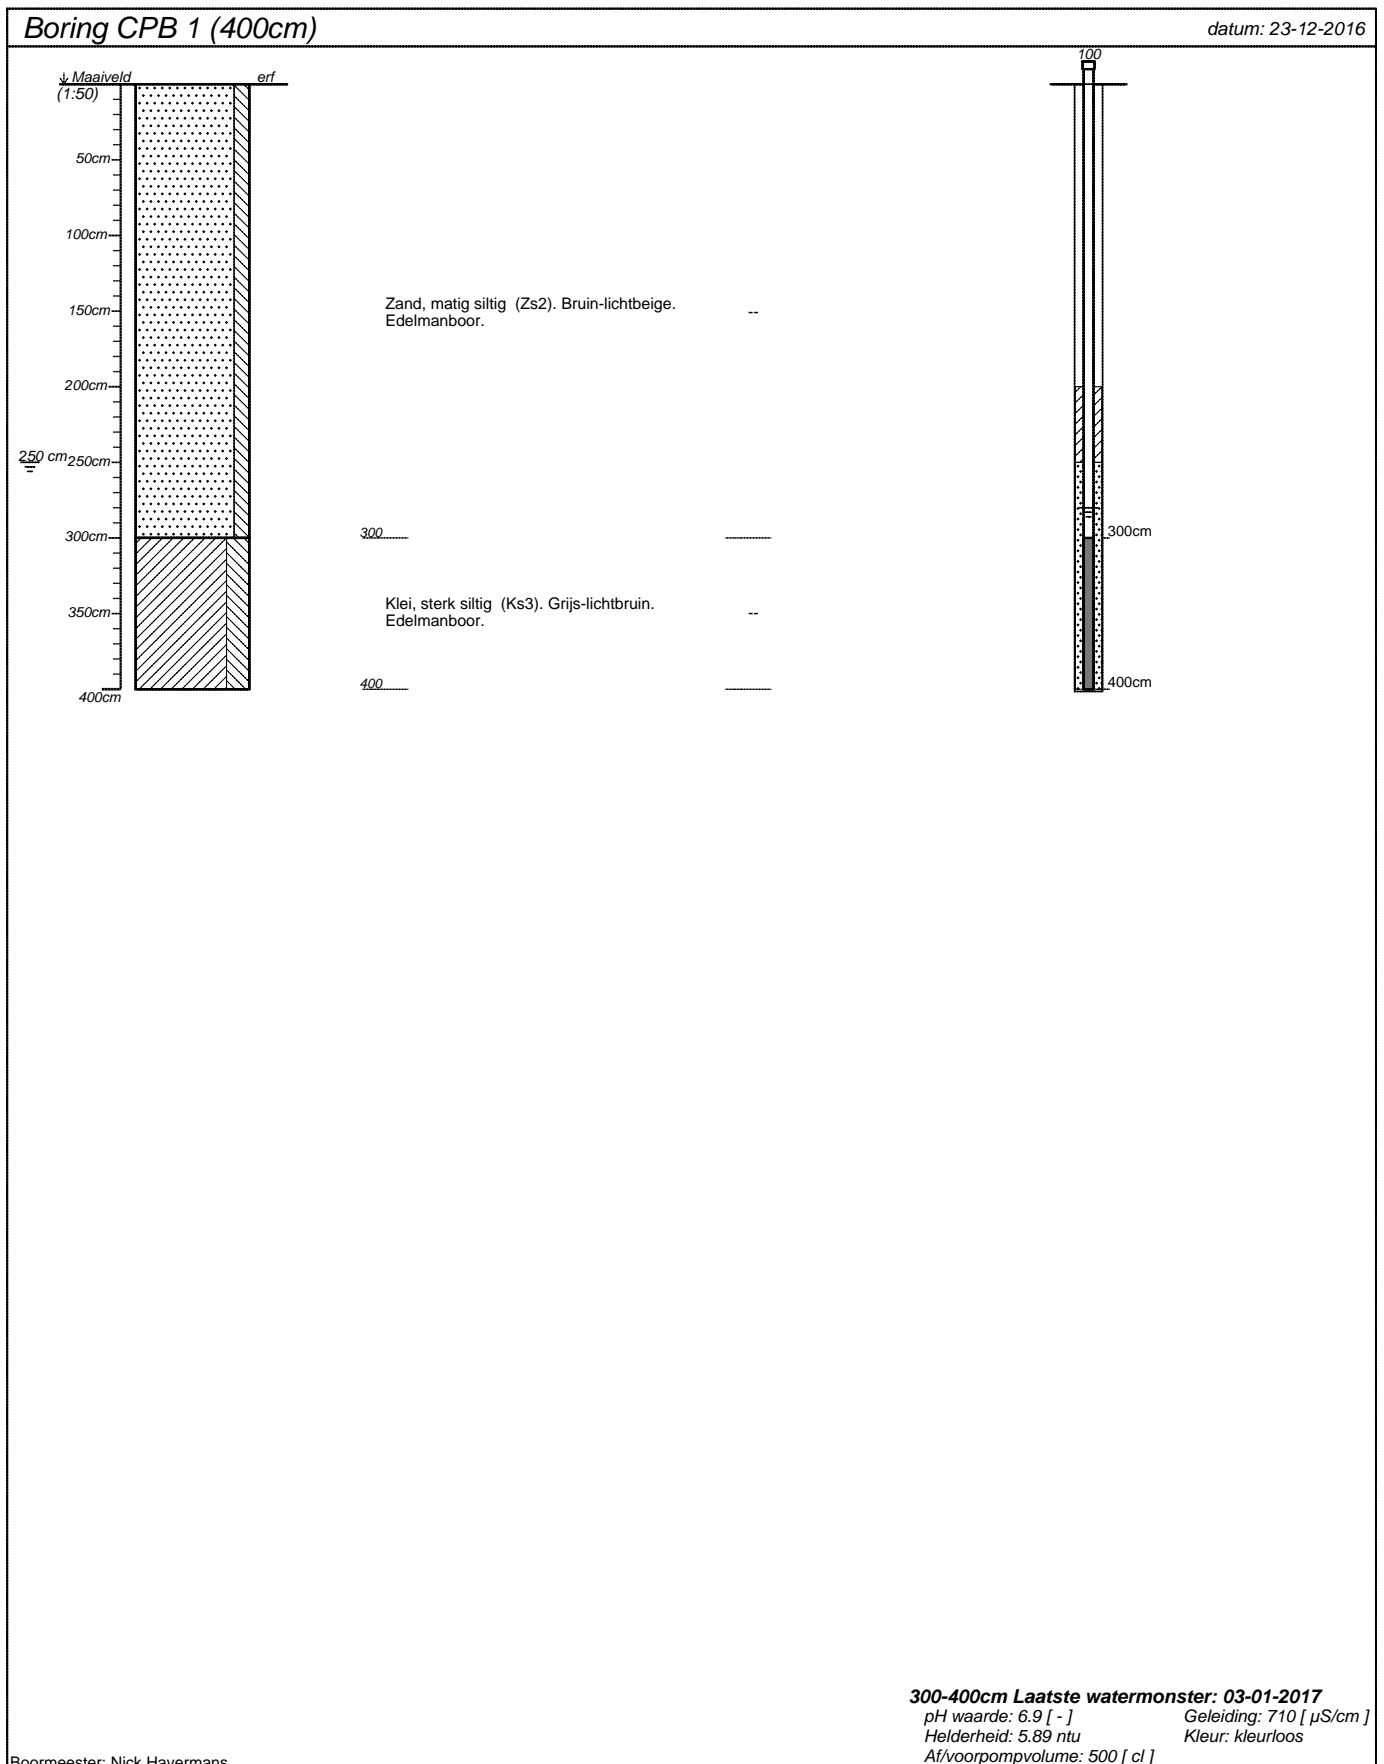 Boring CPB 1 (400cm)
datum: 23-12-2016
100
Maaiveld
erf
(1:50)
50cm
100cm
150cm
Zand, matig siltig (Zs2). Bruin-lichtbeige.
--
Edelmanboor.
200cm
250 cm
250cm
300cm
300
300cm
350cm
Klei, sterk siltig (Ks3). Grijs-lichtbruin.
--
Edelmanboor.
400cm
400
400cm
300-400cm Laatste watermonster: 03-01-2017
pH waarde: 6.9 [ - ]
Geleiding: 710 [ µS/cm ]
Helderheid: 5.89 ntu
Kleur: kleurloos
Af/voorpompvolume: 500 [ cl ]
Boormeester: Nick Havermans